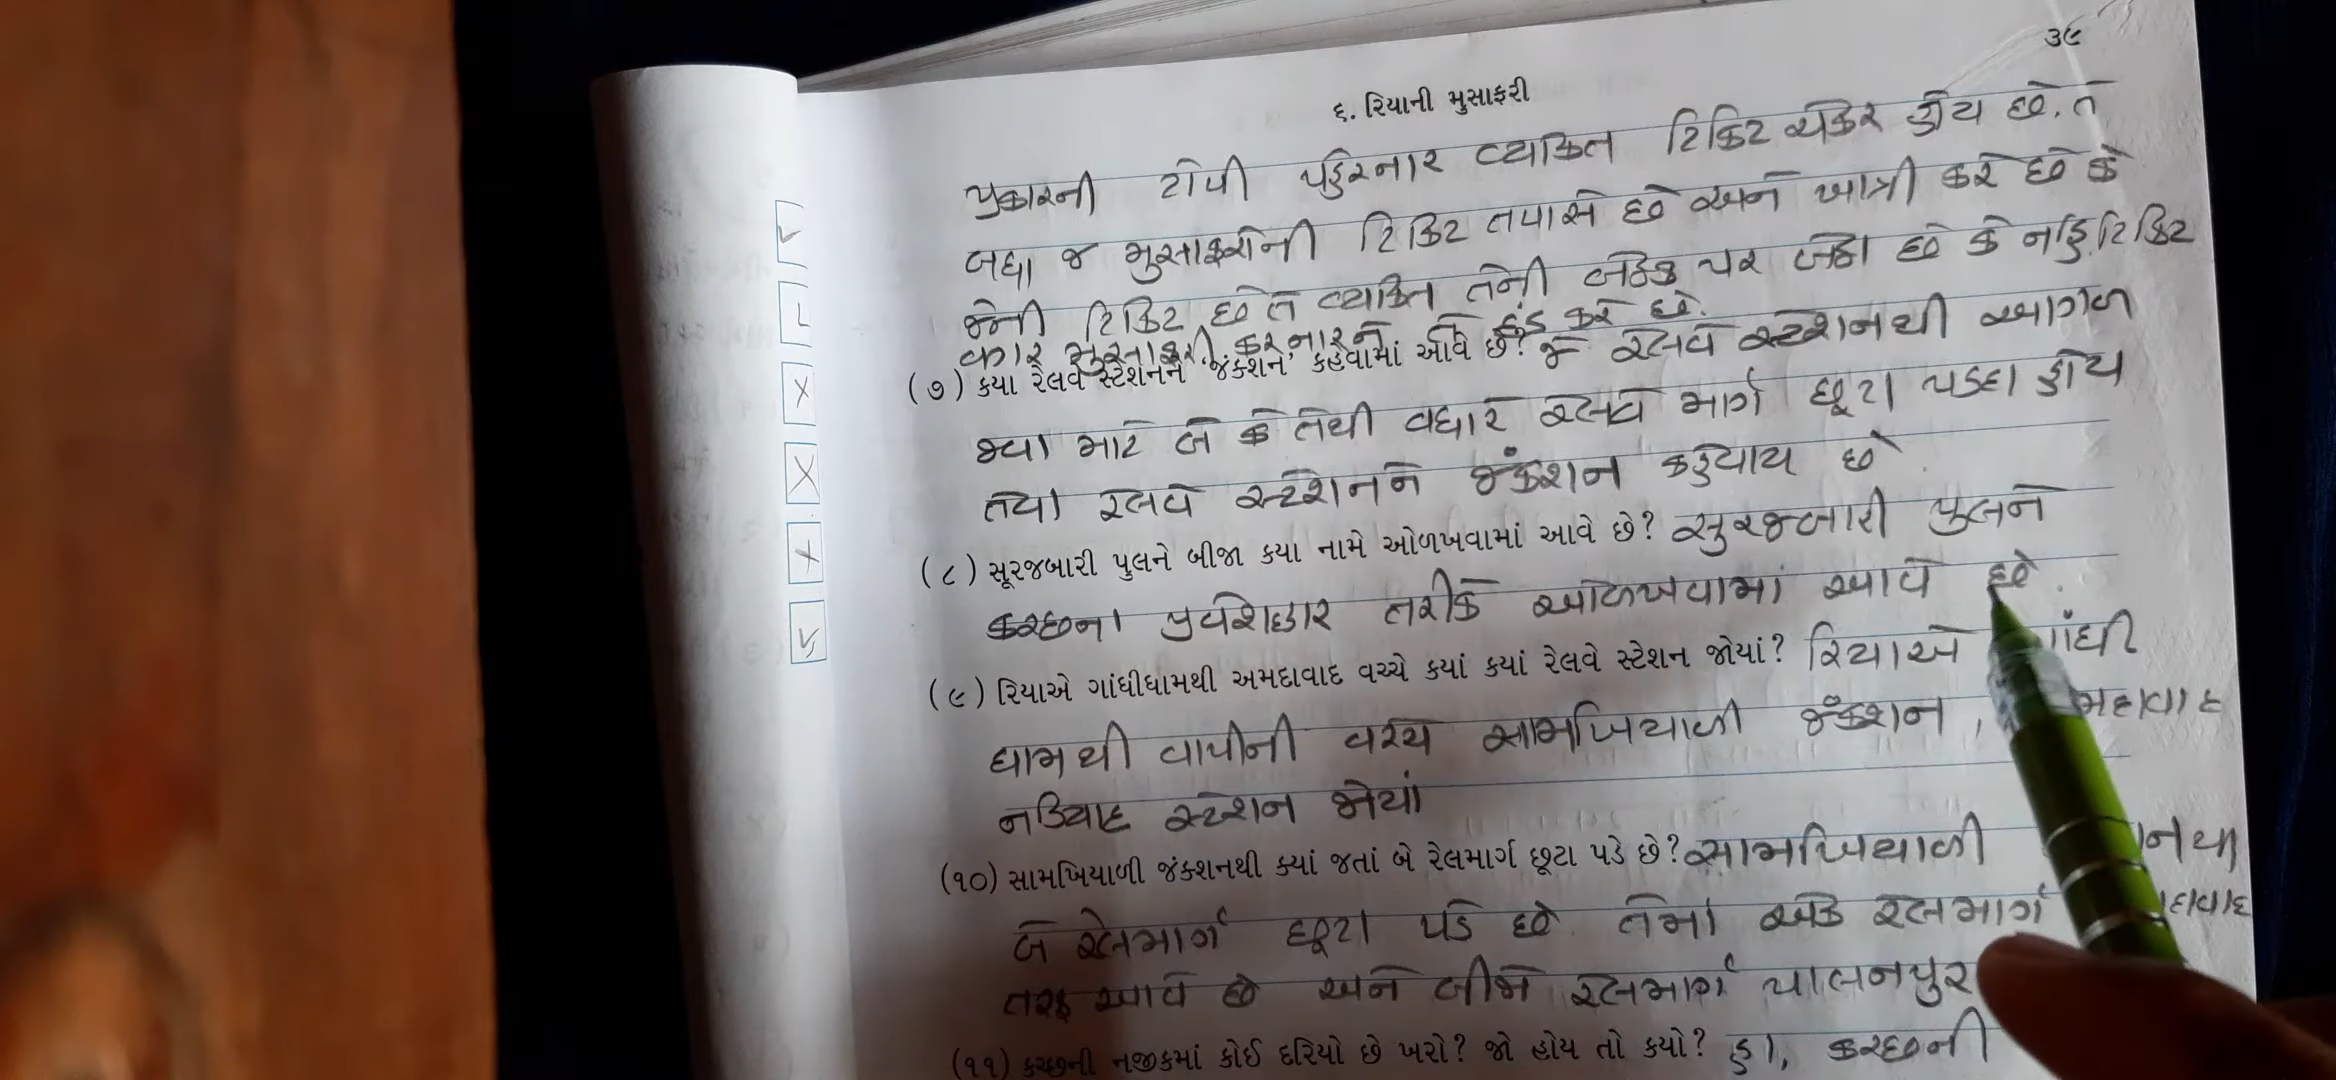 ૩૯
૬. રિયાની મુસાફરી
પ્રકારની ટોપી પહેરનાર વ્યક્તિ ટિકિટ ચેકર હોય છે. તે
બધા જ મુસાફરોની ટિકિટ તપાસે છે અને ખાત્રી કરે છે કે
જેની ટિકિટ છે તે વ્યક્તિ તેની બેઠક પર બેઠો છે કે નહિ, ટિકિટ
વગર મુસાફરી કરનારને તે દંડ કરે છે.
(૭) કયા રેલવે સ્ટેશનને ‘જંકશન’ કહેવામાં આવે છે? જે રેલવે સ્ટેશનથી આગળ
જવા માટે બે કે તેથી વધારે રેલવે માર્ગ છૂટા પડતા હોય
તેવા રેલવે સ્ટેશનને જંકશન કહેવાય છે
(૮) સૂરજબારી પુલને બીજા કયા નામે ઓળખવામાં આવે છે? સુરજબારી પુલને
કચ્છના પ્રવેશદ્વાર તરીકે ઓળખવામાં આવે છે.
(૯) રિયાએ ગાંધીધામથી અમદાવાદ વચ્ચે કયાં કયાં રેલવે સ્ટેશન જોયાં? રિયાએ ગાંધી
ધામથી વાપીની વચ્ચે સામખિયાળી જંકશન,
નડિયાદ સ્ટેશન જોયાં
(૧૦) સામખિયાળી જંકશનથી ક્યાં જતાં બે રેલમાર્ગ છૂટા પડે છે? સામખિયાળી
બે રેલમાર્ગ છૂટા પડે છે. તેમાં એક રેલમાર્ગ
તરફ આવે છે અને બીજો રેલમાર્ગ પાલનપુર
(૧૧) કચ્છની નજીકમાં કોઈ દરિયો છે ખરો? જો હોય તો કયો? હા, કચ્છની